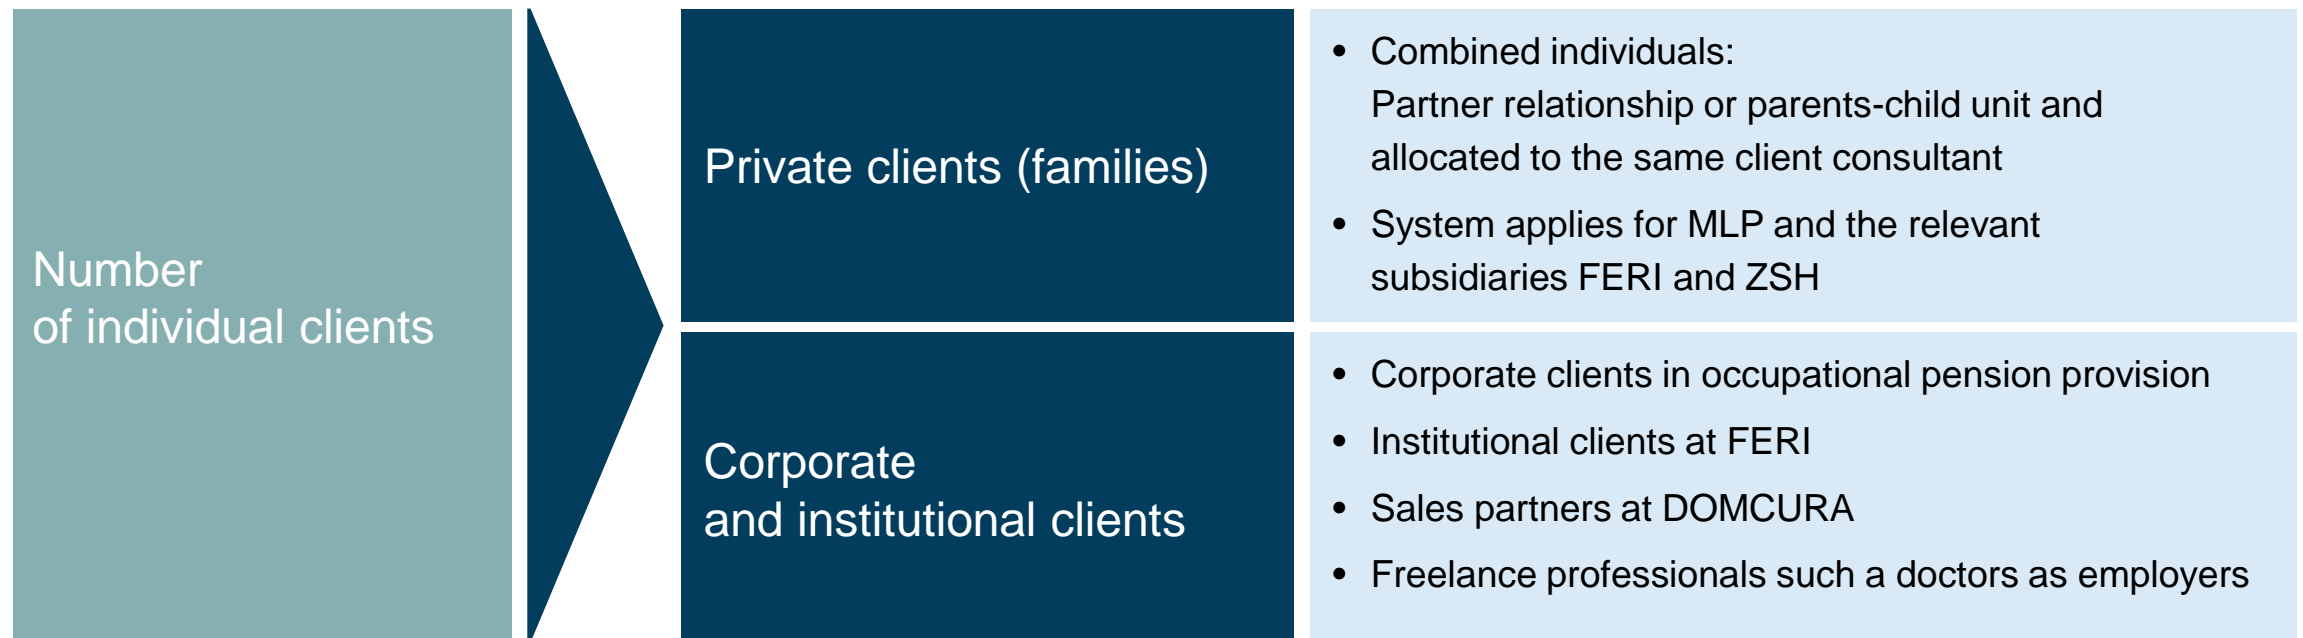 Number
of individual clients
Private clients (families)
• Combined individuals:
Partner relationship or parents-child unit and
allocated to the same client consultant
• System applies for MLP and the relevant
subsidiaries FERI and ZSH
Corporate
and institutional clients
• Corporate clients in occupational pension provision
• Institutional clients at FERI
• Sales partners at DOMCURA
• Freelance professionals such a doctors as employers